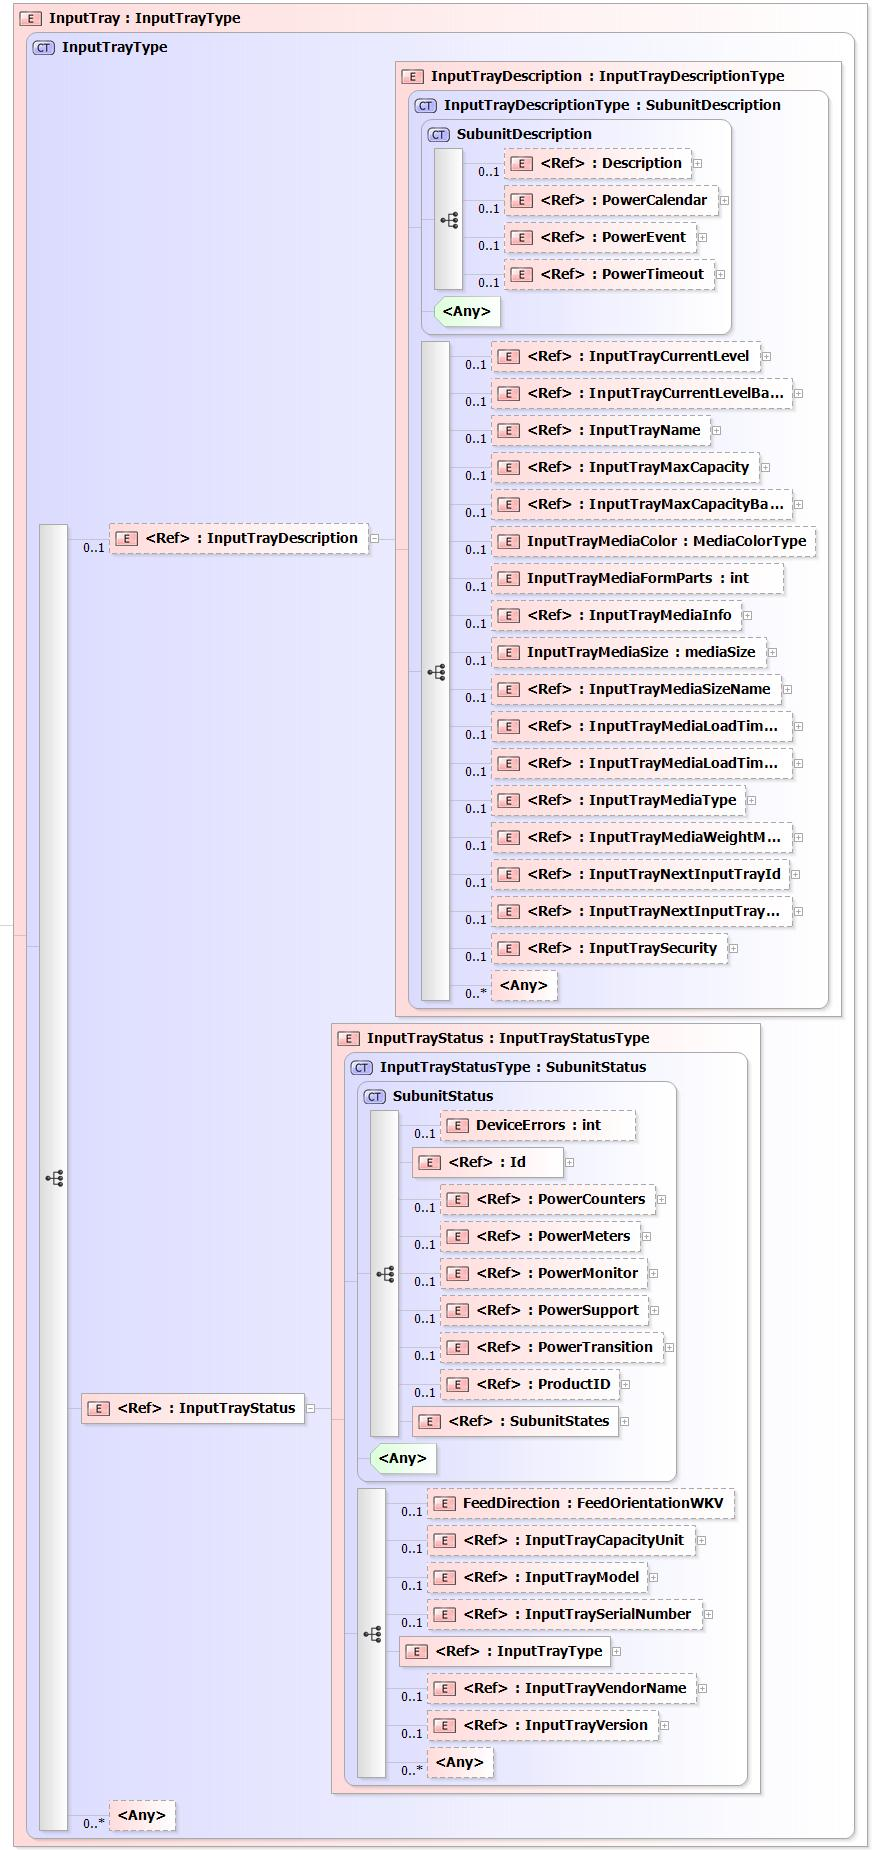 E InputTray : InputTrayType
CT InputTrayType
E InputTrayDescription : InputTrayDescriptionType
CT InputTrayDescriptionType : SubunitDescription
CT SubunitDescription
0..1 E <Ref> : Description
0..1 E <Ref> : PowerCalendar
0..1 E <Ref> : PowerEvent
0..1 E <Ref> : PowerTimeout
<Any>
0..1 E <Ref> : InputTrayCurrentLevel
0..1 E <Ref> : InputTrayCurrentLevelBa...
0..1 E <Ref> : InputTrayName
0..1 E <Ref> : InputTrayMaxCapacity
0..1 E <Ref> : InputTrayMaxCapacityBa...
0..1 E <Ref> : InputTrayDescription
0..1 E InputTrayMediaColor : MediaColorType
0..1 E InputTrayMediaFormParts : int
0..1 E <Ref> : InputTrayMediaInfo
0..1 E InputTrayMediaSize : mediaSize
0..1 E <Ref> : InputTrayMediaSizeName
0..1 E <Ref> : InputTrayMediaLoadTim...
0..1 E <Ref> : InputTrayMediaLoadTim...
0..1 E <Ref> : InputTrayMediaType
0..1 E <Ref> : InputTrayMediaWeightM...
0..1 E <Ref> : InputTrayNextInputTrayId
0..1 E <Ref> : InputTrayNextInputTray...
0..1 E <Ref> : InputTraySecurity
0..* <Any>
E InputTrayStatus : InputTrayStatusType
CT InputTrayStatusType : SubunitStatus
CT SubunitStatus
0..1 E DeviceErrors : int
E <Ref> : Id
0..1 E <Ref> : PowerCounters
0..1 E <Ref> : PowerMeters
0..1 E <Ref> : PowerMonitor
0..1 E <Ref> : PowerSupport
0..1 E <Ref> : PowerTransition
0..1 E <Ref> : ProductID
E <Ref> : InputTrayStatus
E <Ref> : SubunitStates
<Any>
0..1 E FeedDirection : FeedOrientationWKV
0..1 E <Ref> : InputTrayCapacityUnit
0..1 E <Ref> : InputTrayModel
0..1 E <Ref> : InputTraySerialNumber
E <Ref> : InputTrayType
0..1 E <Ref> : InputTrayVendorName
0..1 E <Ref> : InputTrayVersion
0..* <Any>
0..* <Any>